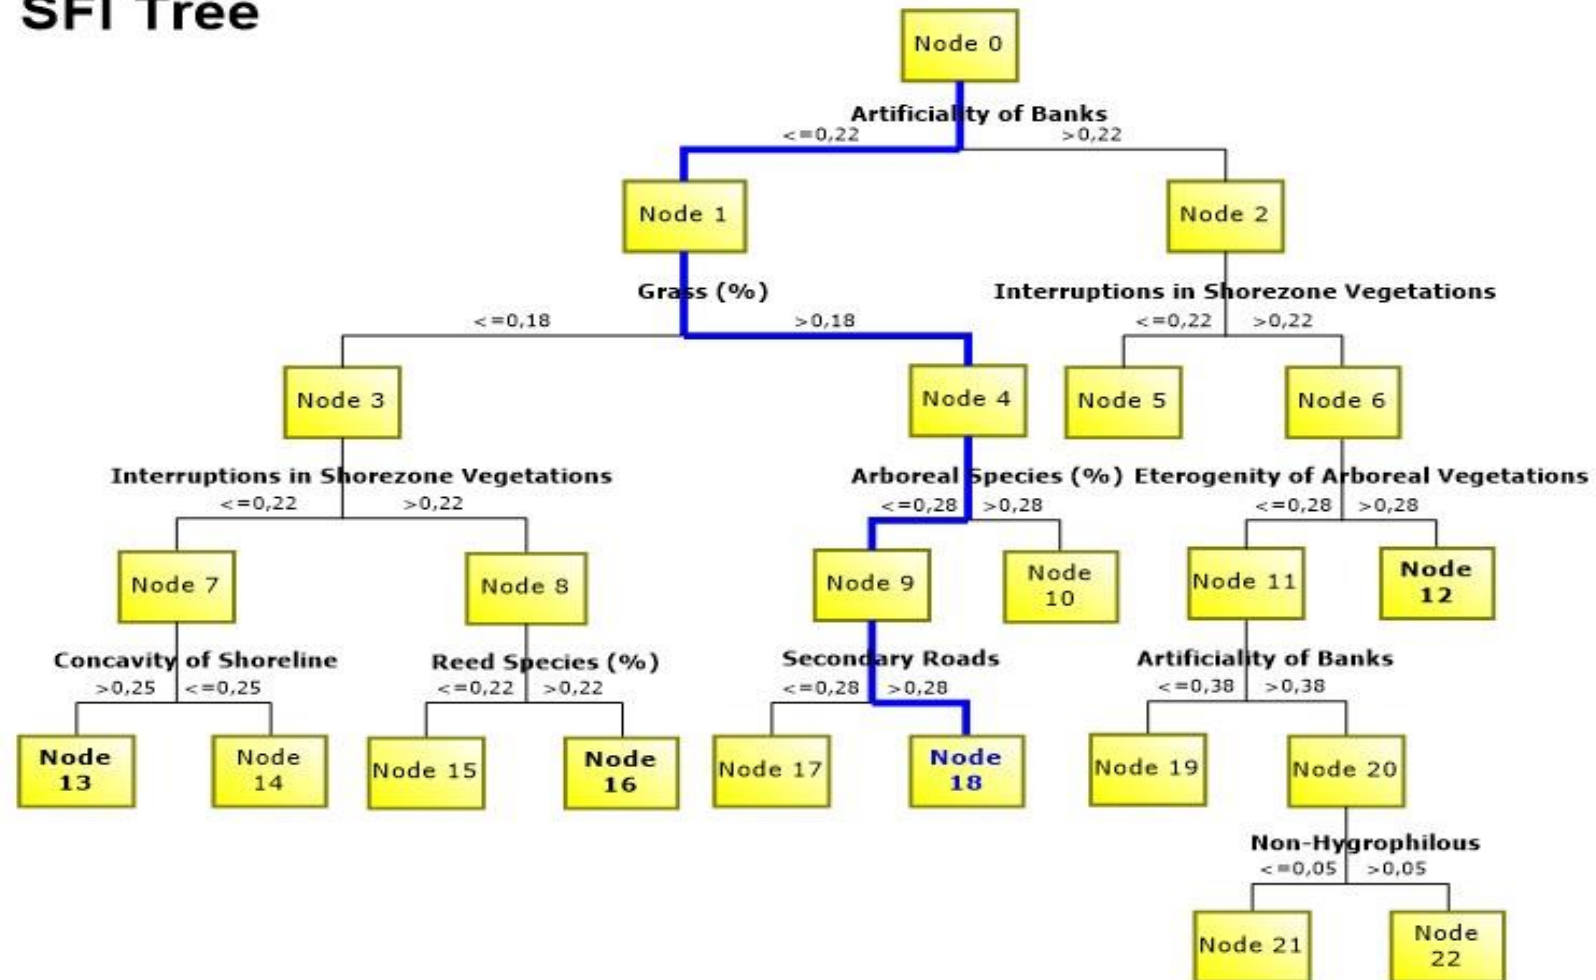 SFI Tree
Node 0
Artificiality of Banks
<=0,22 >0,22
Node 1 Node 2
Grass (%) Interruptions in Shorezone Vegetations
<=0,18 >0,18 <=0,22 >0,22
Node 3 Node 4 Node 5 Node 6
Interruptions in Shorezone Vegetations Arboreal Species (%) Eterogenity of Arboreal Vegetations
<=0,22 >0,22 <=0,28 >0,28 <=0,28 >0,28
Node 7 Node 8 Node 9 Node
10 Node 11 Node
12
Concavity of Shoreline Reed Species (%) Secondary Roads Artificiality of Banks
>0,25 <=0,25 <=0,22 >0,22 <=0,28 >0,28 <=0,38 >0,38
Node
13
Node
14
Node 15
Node
16
Node 17
Node
18
Node 19 Node 20
Non-Hygrophilous
<=0,05 >0,05
Node 21
Node
22